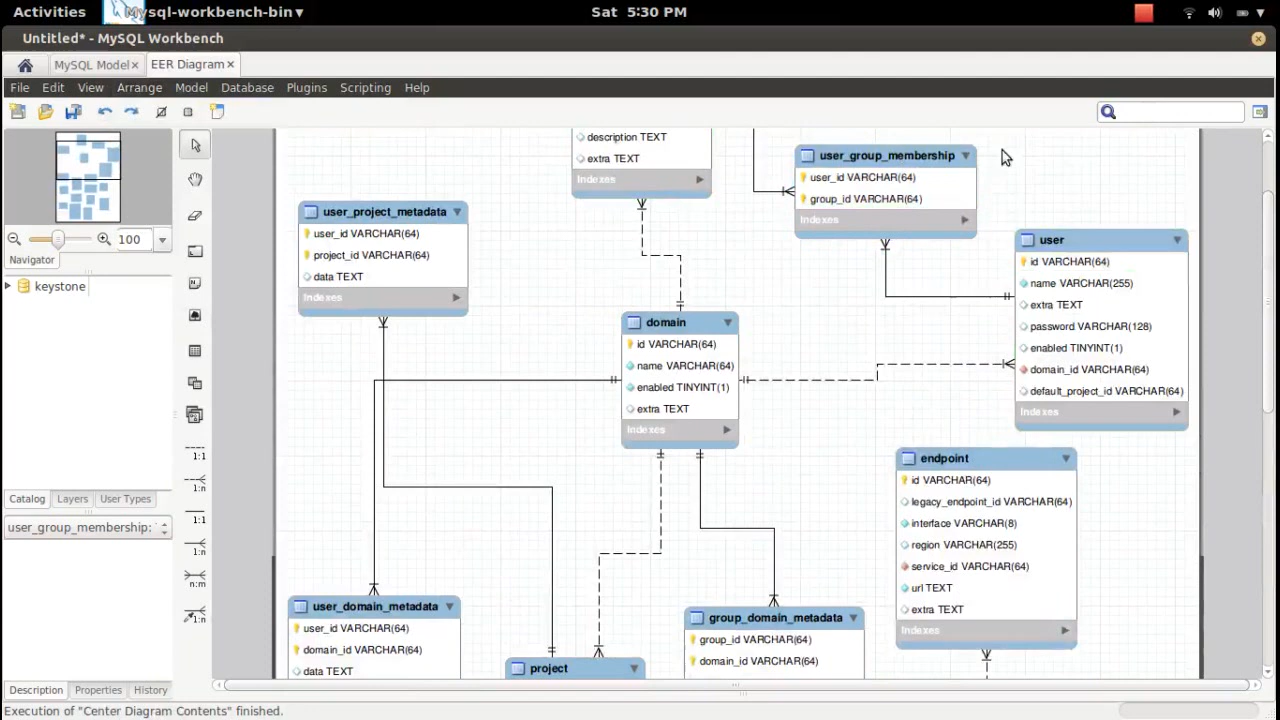 Activities
Mysql-workbench-bin ▾
Sat 5:30 PM
Untitled* - MySQL Workbench
MySQL Model×
EER Diagram×
File Edit View Arrange Model Database Plugins Scripting Help
100
Navigator
keystone
Catalog Layers User Types
user_group_membership:
Description Properties History
Execution of "Center Diagram Contents" finished.
1:1
1:n
1:1
1:n
n:m
1:n
description TEXT
extra TEXT
Indexes
user_group_membership
user_id VARCHAR(64)
group_id VARCHAR(64)
Indexes
user_project_metadata
user_id VARCHAR(64)
project_id VARCHAR(64)
data TEXT
Indexes
user
id VARCHAR(64)
name VARCHAR(255)
extra TEXT
password VARCHAR(128)
enabled TINYINT(1)
domain_id VARCHAR(64)
default_project_id VARCHAR(64)
Indexes
domain
id VARCHAR(64)
name VARCHAR(64)
enabled TINYINT(1)
extra TEXT
Indexes
endpoint
id VARCHAR(64)
legacy_endpoint_id VARCHAR(64)
interface VARCHAR(8)
region VARCHAR(255)
service_id VARCHAR(64)
url TEXT
extra TEXT
Indexes
user_domain_metadata
user_id VARCHAR(64)
domain_id VARCHAR(64)
data TEXT
project
group_domain_metadata
group_id VARCHAR(64)
domain_id VARCHAR(64)